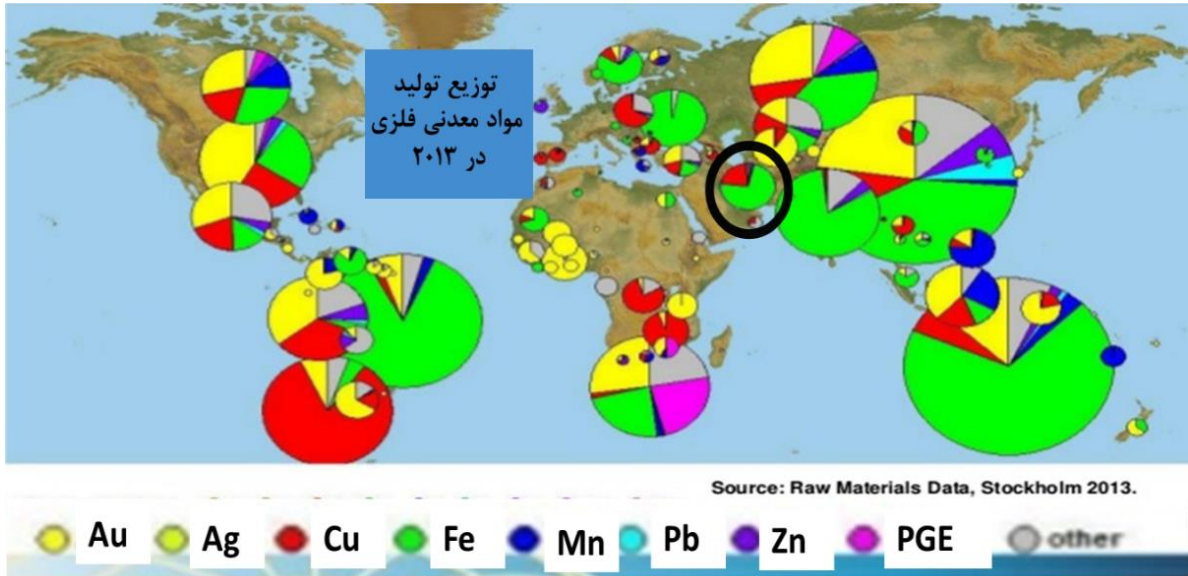 توزیع تولید
مواد معدنی فلزی
در ۲۰۱۳
Source: Raw Materials Data, Stockholm 2013.
Au Ag Cu Fe Mn Pb Zn PGE other